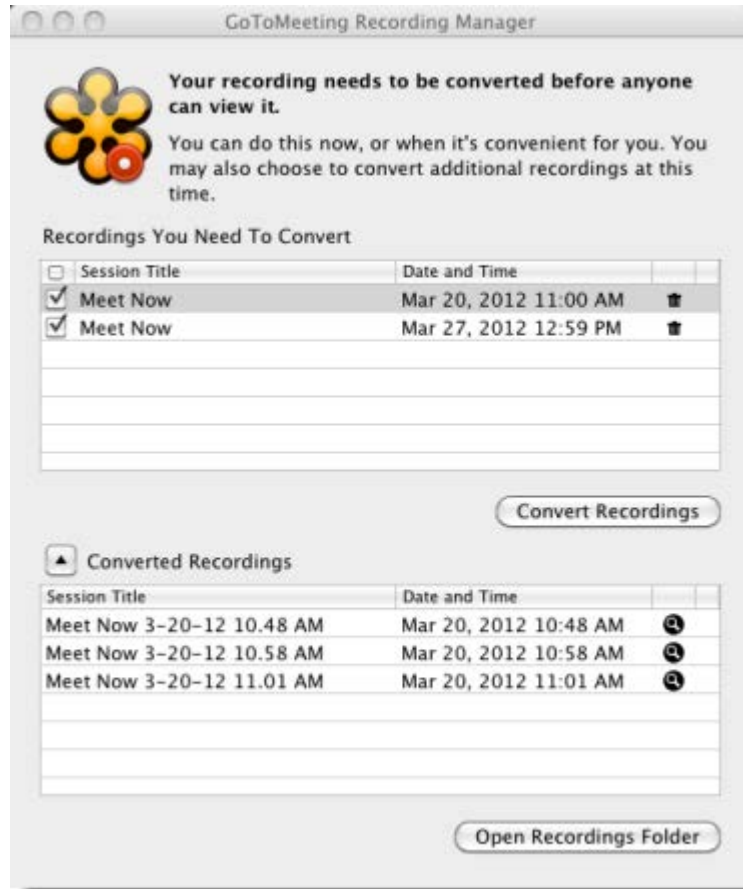 GoToMeeting Recording Manager
Your recording needs to be converted before anyone
can view it.
You can do this now, or when it's convenient for you. You
may also choose to convert additional recordings at this
time.
Recordings You Need To Convert
Session Title Date and Time
Meet Now Mar 20, 2012 11:00 AM
Meet Now Mar 27, 2012 12:59 PM
Convert Recordings
Converted Recordings
Session Title Date and Time
Meet Now 3-20-12 10.48 AM Mar 20, 2012 10:48 AM
Meet Now 3-20-12 10.58 AM Mar 20, 2012 10:58 AM
Meet Now 3-20-12 11.01 AM Mar 20, 2012 11:01 AM
Open Recordings Folder